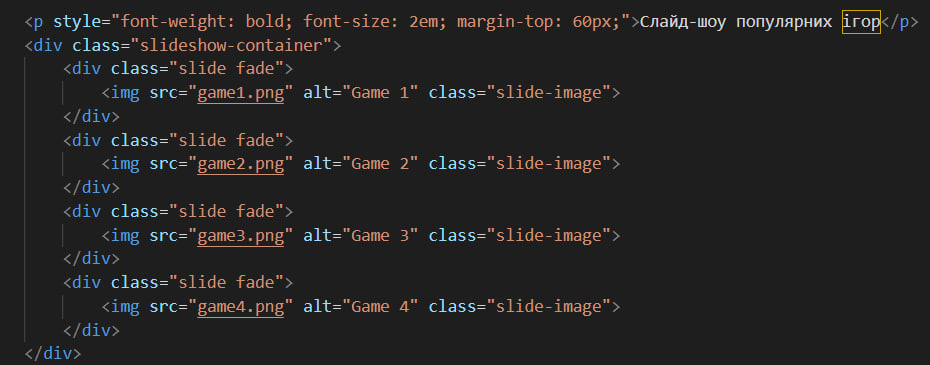 <p style="font-weight: bold; font-size: 2em; margin-top: 60px;">Слайд-шоу популярних ігор</p>
<div class="slideshow-container">
    <div class="slide fade">
        <img src="game1.png" alt="Game 1" class="slide-image">
    </div>
    <div class="slide fade">
        <img src="game2.png" alt="Game 2" class="slide-image">
    </div>
    <div class="slide fade">
        <img src="game3.png" alt="Game 3" class="slide-image">
    </div>
    <div class="slide fade">
        <img src="game4.png" alt="Game 4" class="slide-image">
    </div>
</div>